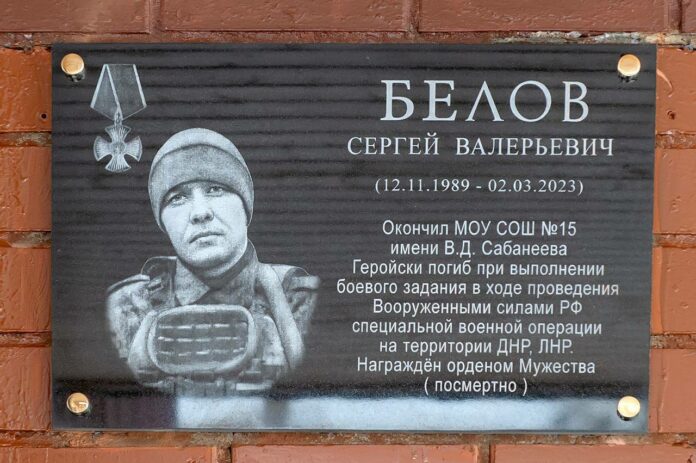 БЕЛОВ
СЕРГЕЙ ВАЛЕРЬЕВИЧ
(12.11.1989 - 02.03.2023)
Окончил МОУ СОШ №15
имени В.Д. Сабанеева
Геройски погиб при выполнении
боевого задания в ходе проведения
Вооруженными силами РФ
специальной военной операции
на территории ДНР, ЛНР.
Награждён орденом Мужества
( посмертно )